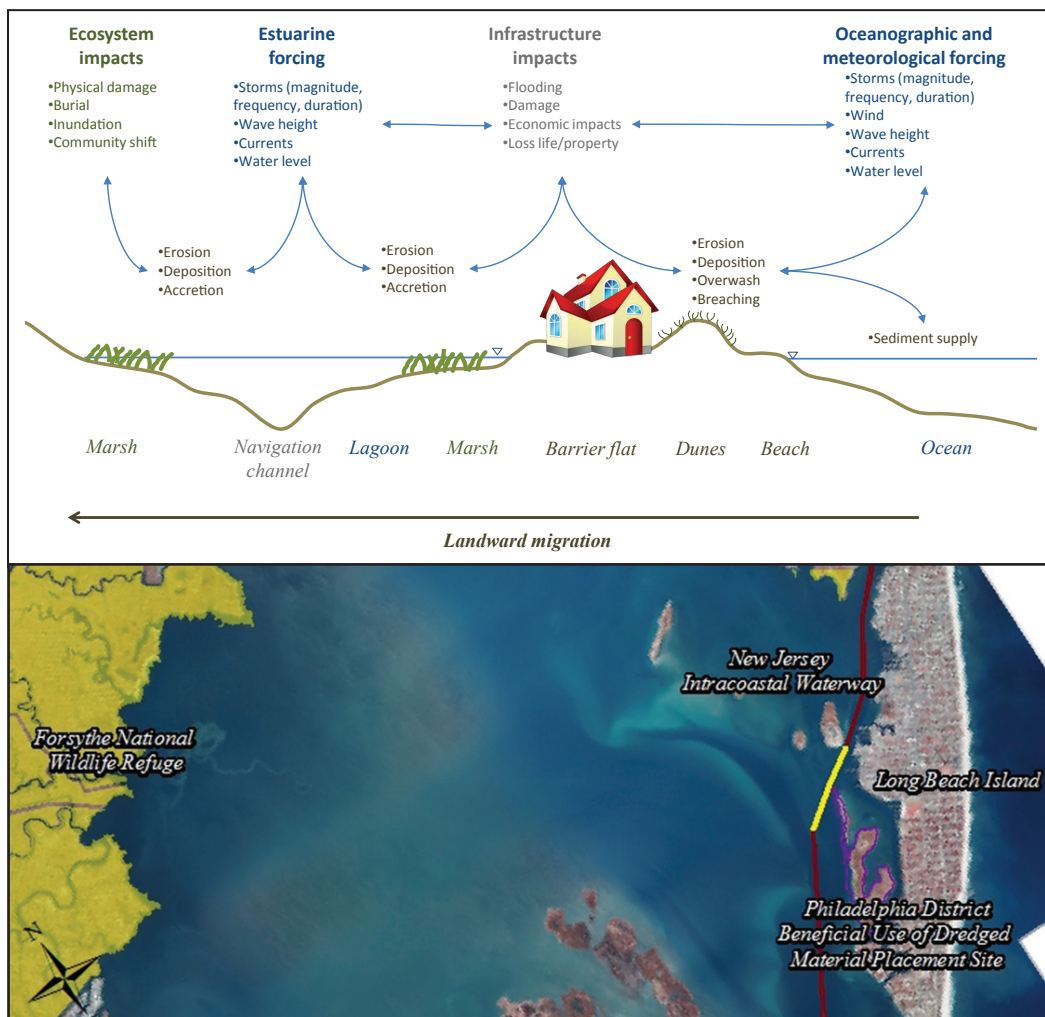 Ecosystem
impacts
•Physical damage
•Burial
•Inundation
•Community shift
Estuarine
forcing
•Storms (magnitude,
frequency, duration)
•Wave height
•Currents
•Water level
Infrastructure
impacts
•Flooding
•Damage
•Economic impacts
•Loss life/property
Oceanographic and
meteorological forcing
•Storms (magnitude,
frequency, duration)
•Wind
•Wave height
•Currents
•Water level
•Erosion
•Deposition
•Accretion
•Erosion
•Deposition
•Accretion
•Erosion
•Deposition
•Overwash
•Breaching
•Sediment supply
Marsh
Navigation
channel
Lagoon
Marsh
Barrier flat
Dunes
Beach
Ocean
Landward migration
New Jersey
Intracoastal Waterway
Forsythe National
Wildlife Refuge
Long Beach Island
Philadelphia District
Beneficial Use of Dredged
Material Placement Site
N